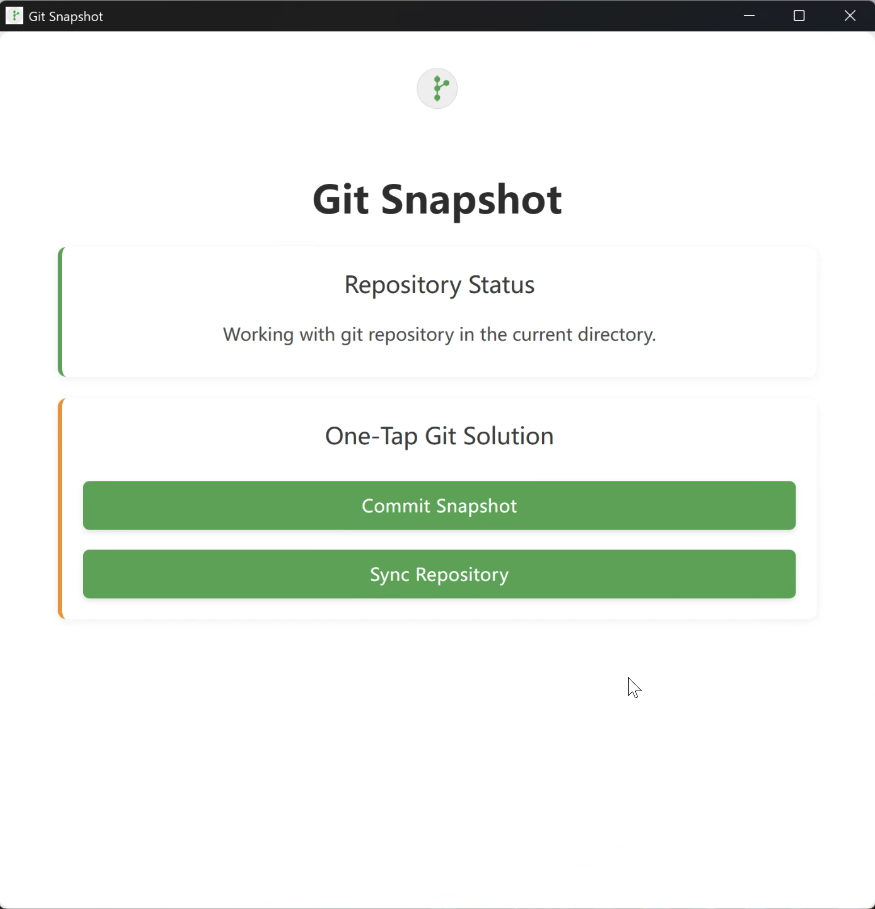 Git Snapshot
Git Snapshot
Repository Status
Working with git repository in the current directory.
One-Tap Git Solution
Commit Snapshot
Sync Repository